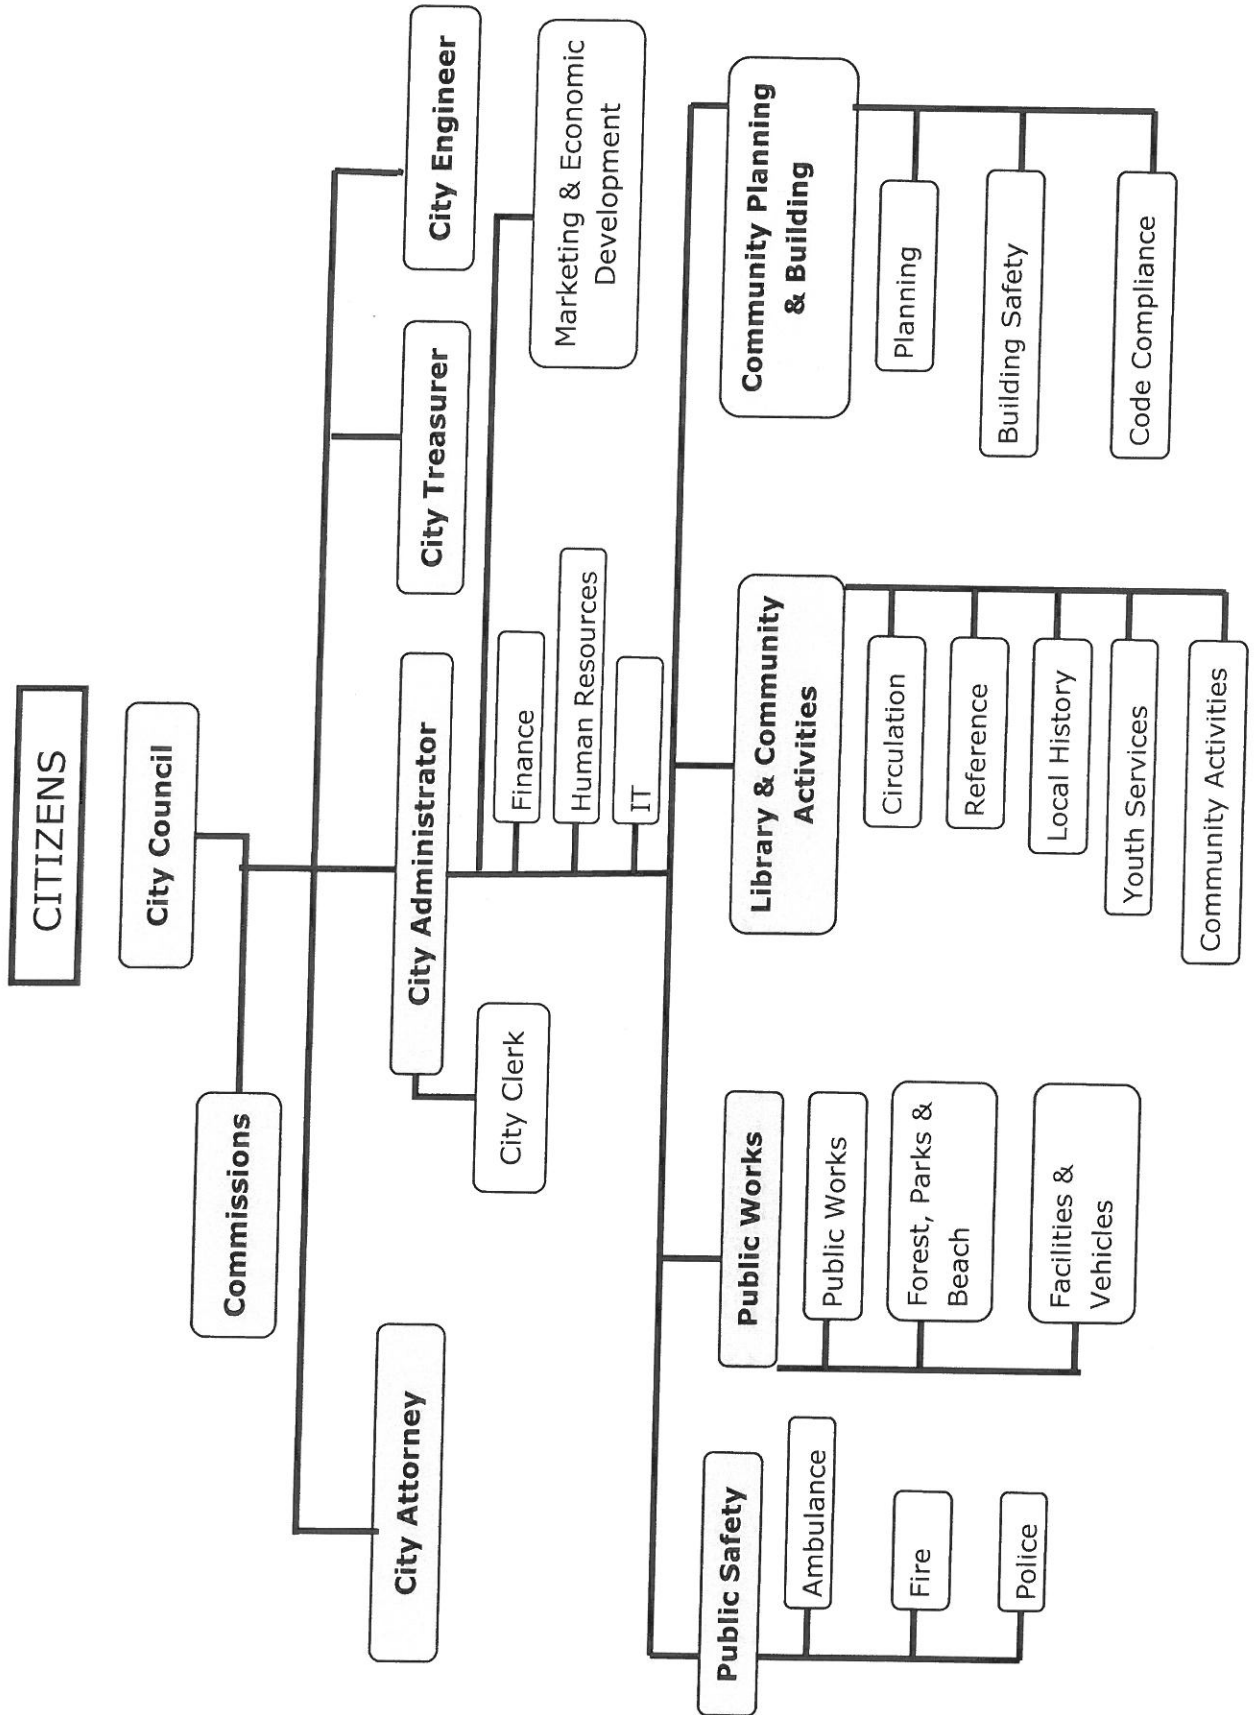 CITIZENS
City Council
Commissions
City Attorney
City Administrator
City Treasurer
City Engineer
City Clerk
Finance
Human Resources
IT
Marketing & Economic
Development
Public Safety
Ambulance
Fire
Police
Public Works
Public Works
Forest, Parks &
Beach
Facilities &
Vehicles
Library & Community
Activities
Circulation
Reference
Local History
Youth Services
Community Activities
Community Planning
& Building
Planning
Building Safety
Code Compliance